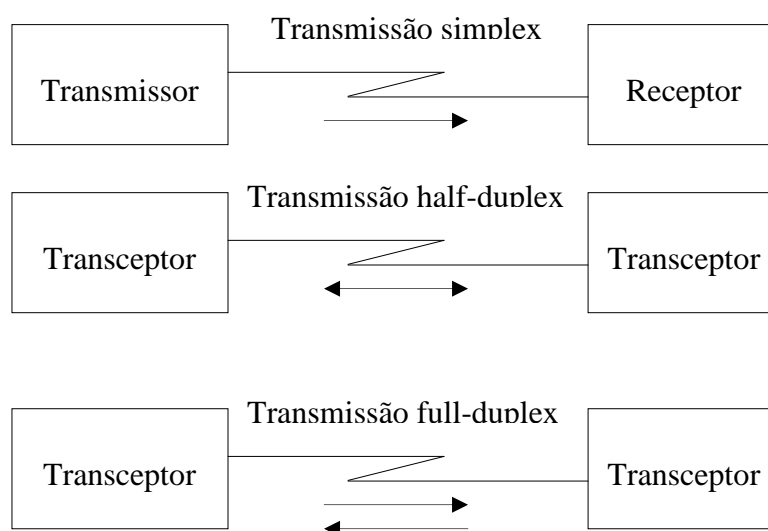 Transmissão simplex
Transmissor
Receptor
Transmissão half-duplex
Transceptor
Transceptor
Transmissão full-duplex
Transceptor
Transceptor